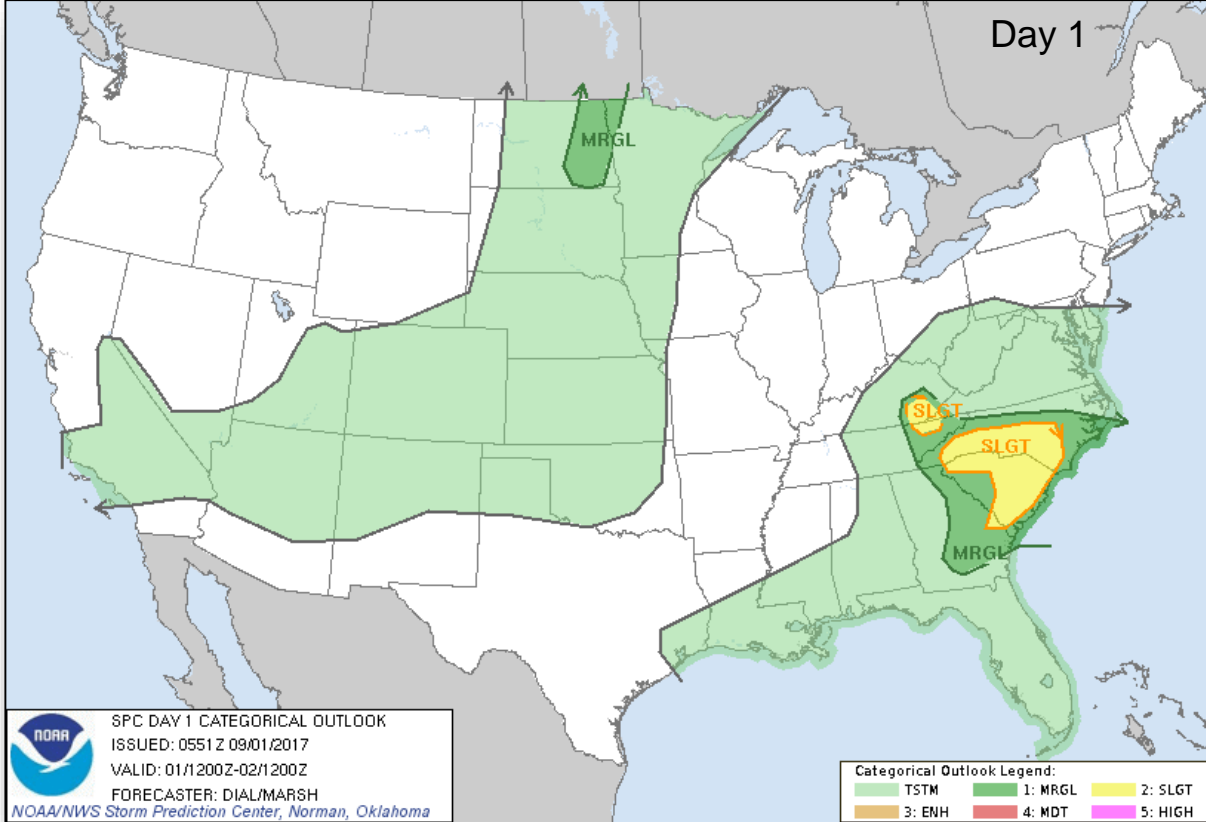 Day 1
MRGL
SLGT
SLGT
MRGL
NOAA
SPC DAY 1 CATEGORICAL OUTLOOK
ISSUED: 0551Z 09/01/2017
VALID: 01/1200Z-02/1200Z
FORECASTER: DIAL/MARSH
NOAA/NWS Storm Prediction Center, Norman, Oklahoma
Categorical Outlook Legend:
TSTM 1: MRGL 2: SLGT
3: ENH 4: MDT 5: HIGH